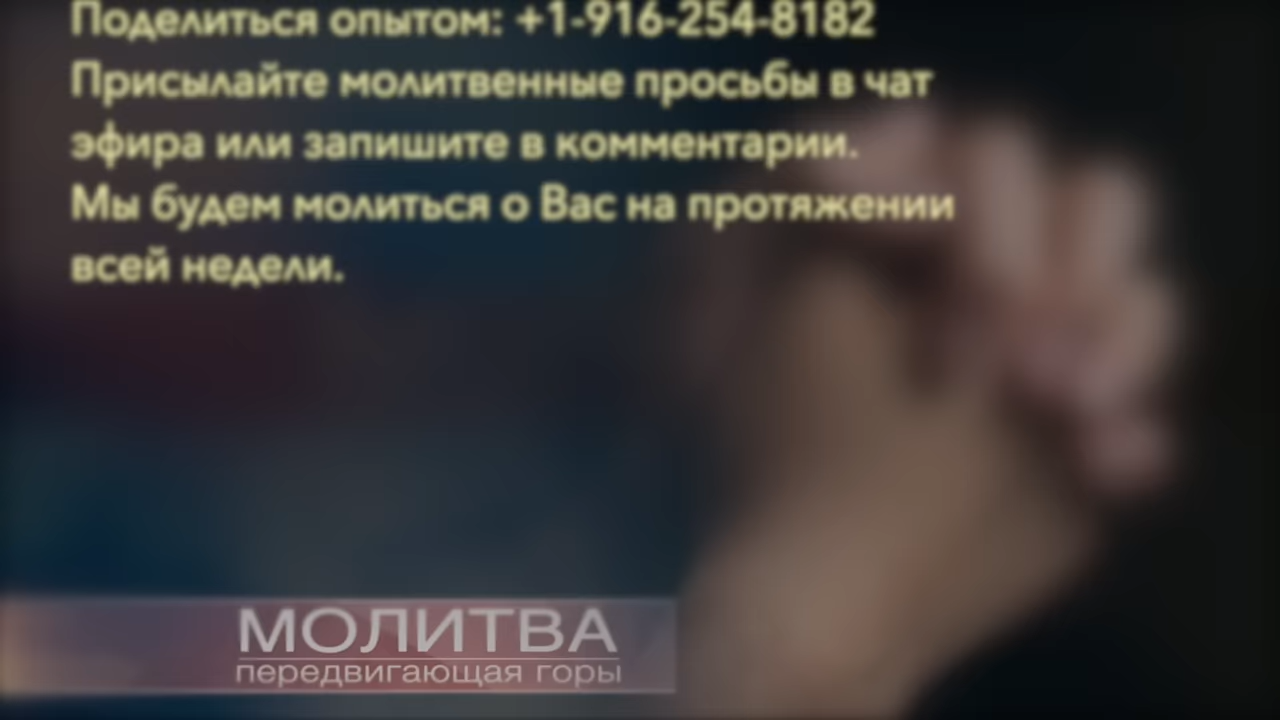 Поделиться опытом: +1-916-254-8182
Присылайте молитвенные просьбы в чат
эфира или запишите в комментарии.
Мы будем молиться о Вас на протяжении
всей недели.
МОЛИТВА
передвигающая горы